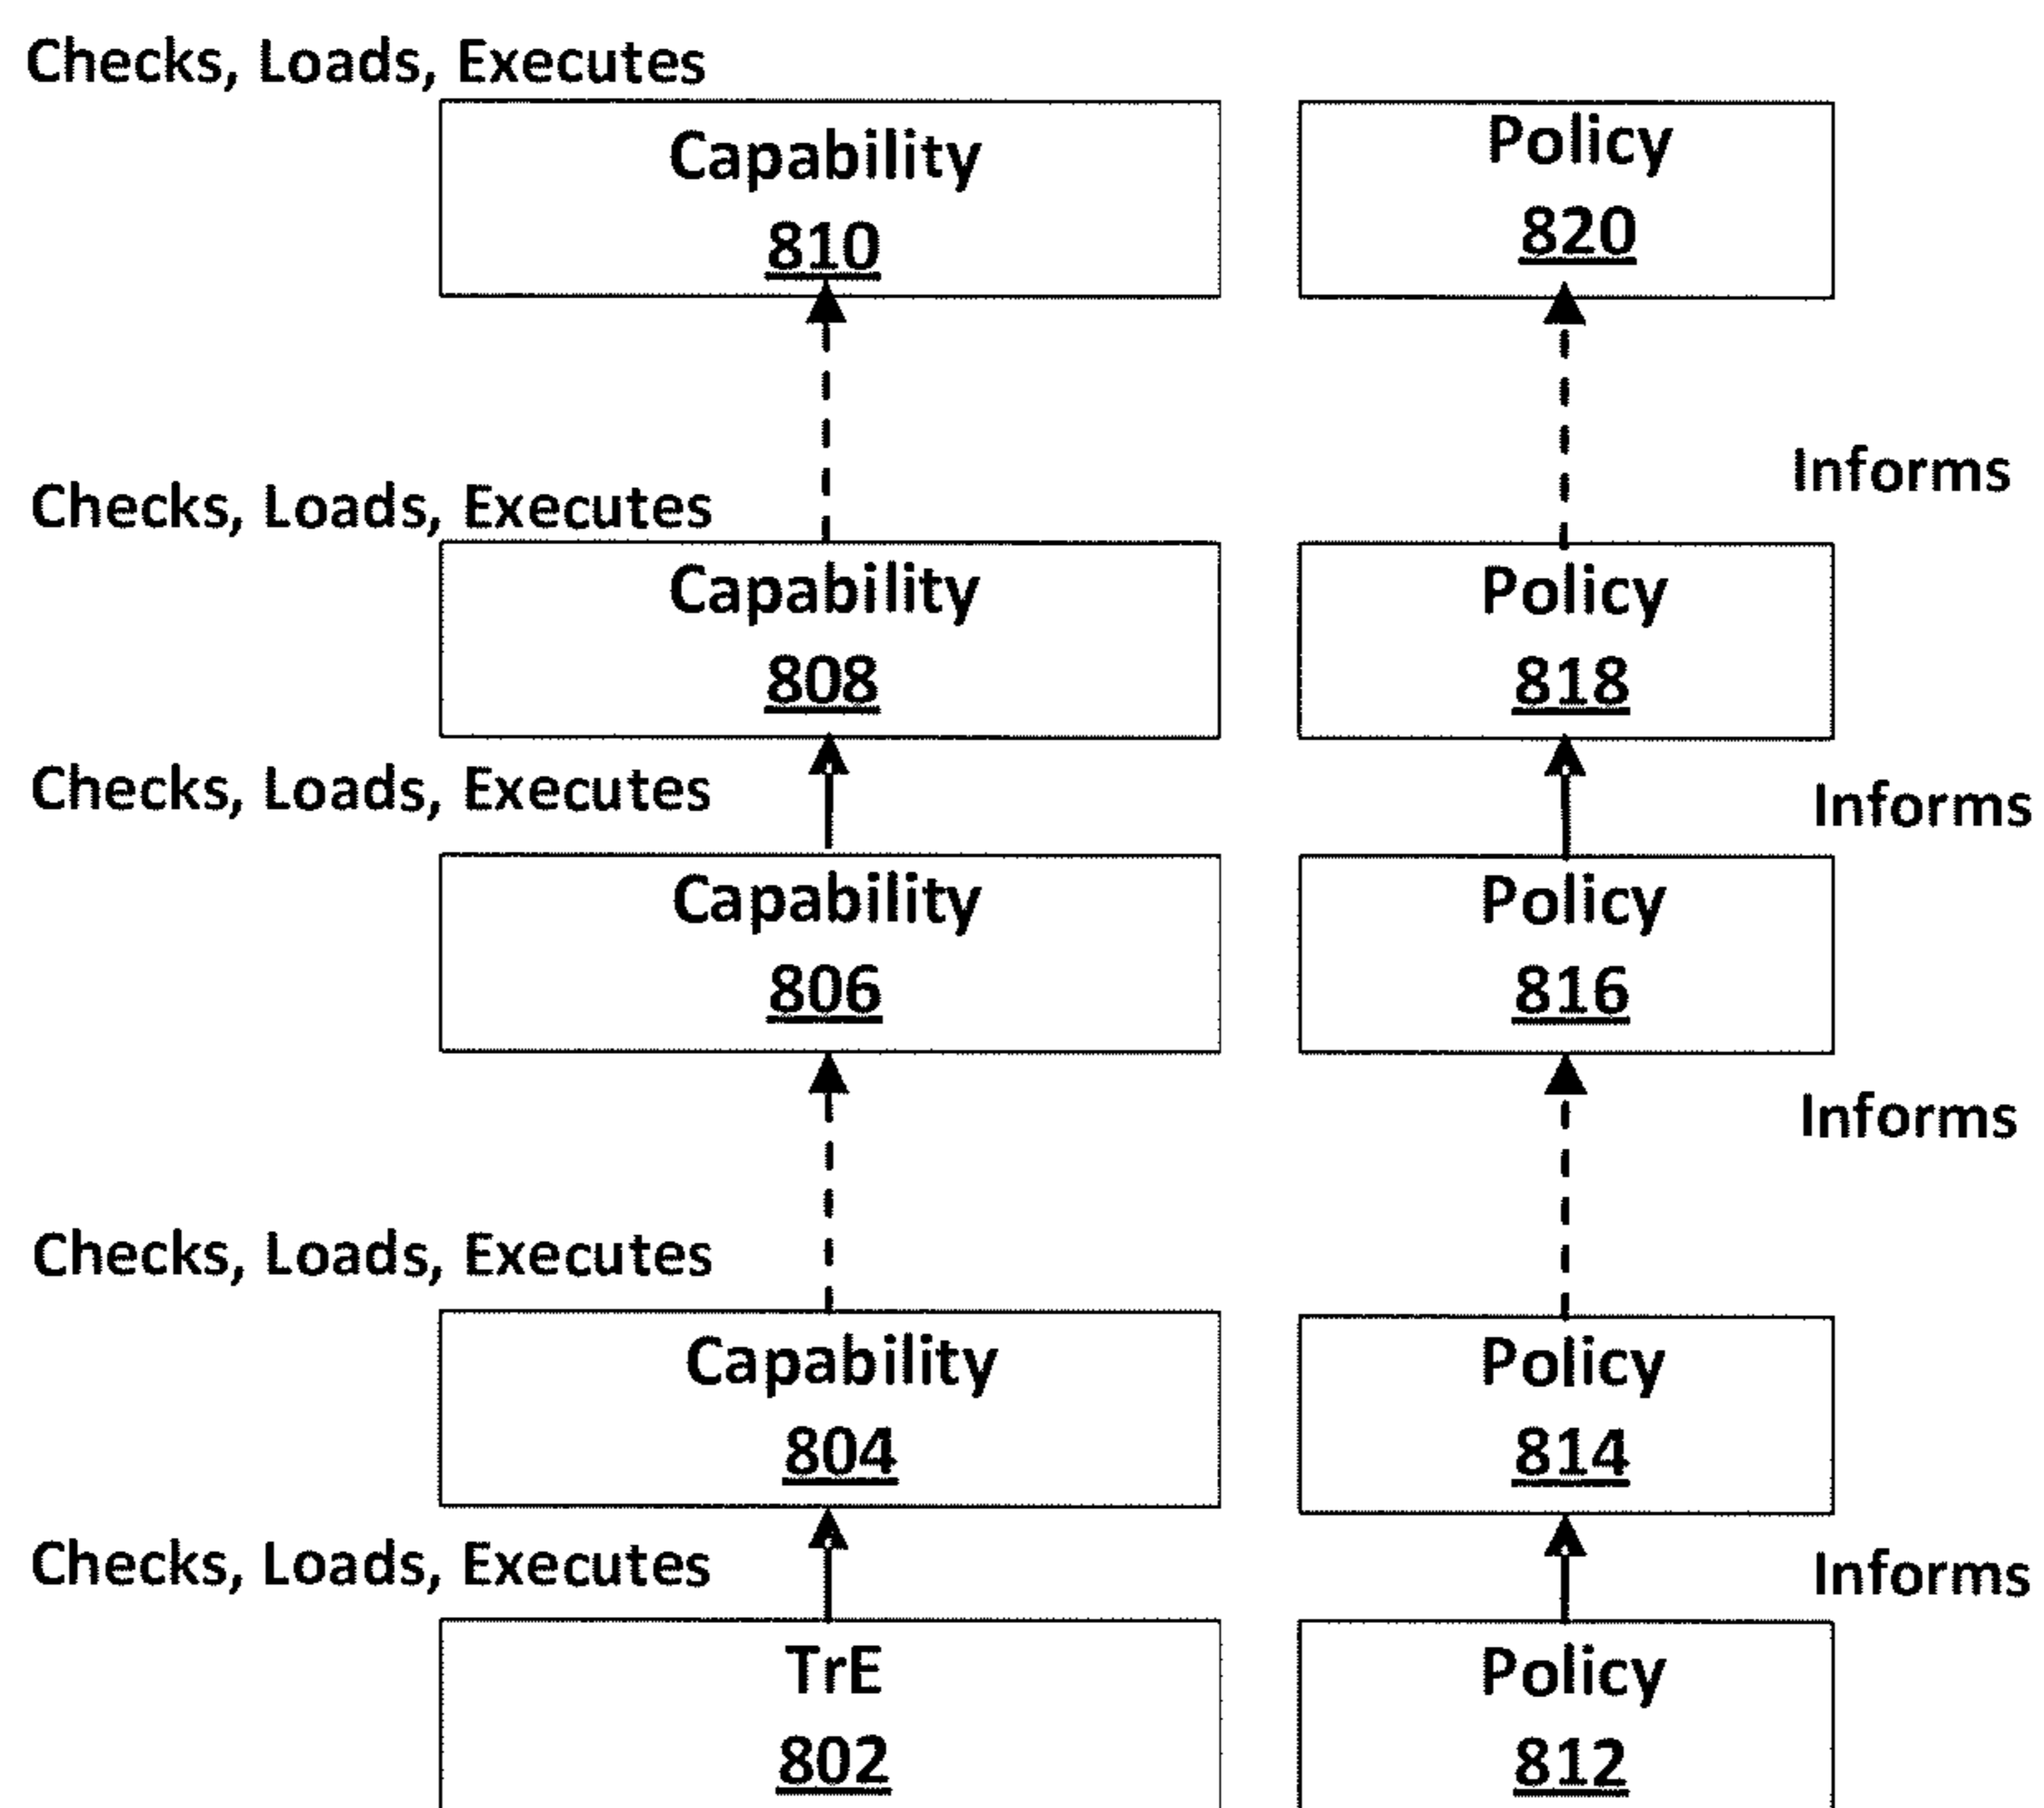 Checks, Loads, Executes
Capability
810
Policy
820
Informs
Checks, Loads, Executes
Capability
808
Policy
818
Checks, Loads, Executes
Informs
Capability
806
Policy
816
Informs
Checks, Loads, Executes
Capability
804
Policy
814
Checks, Loads, Executes
Informs
TrE
802
Policy
812